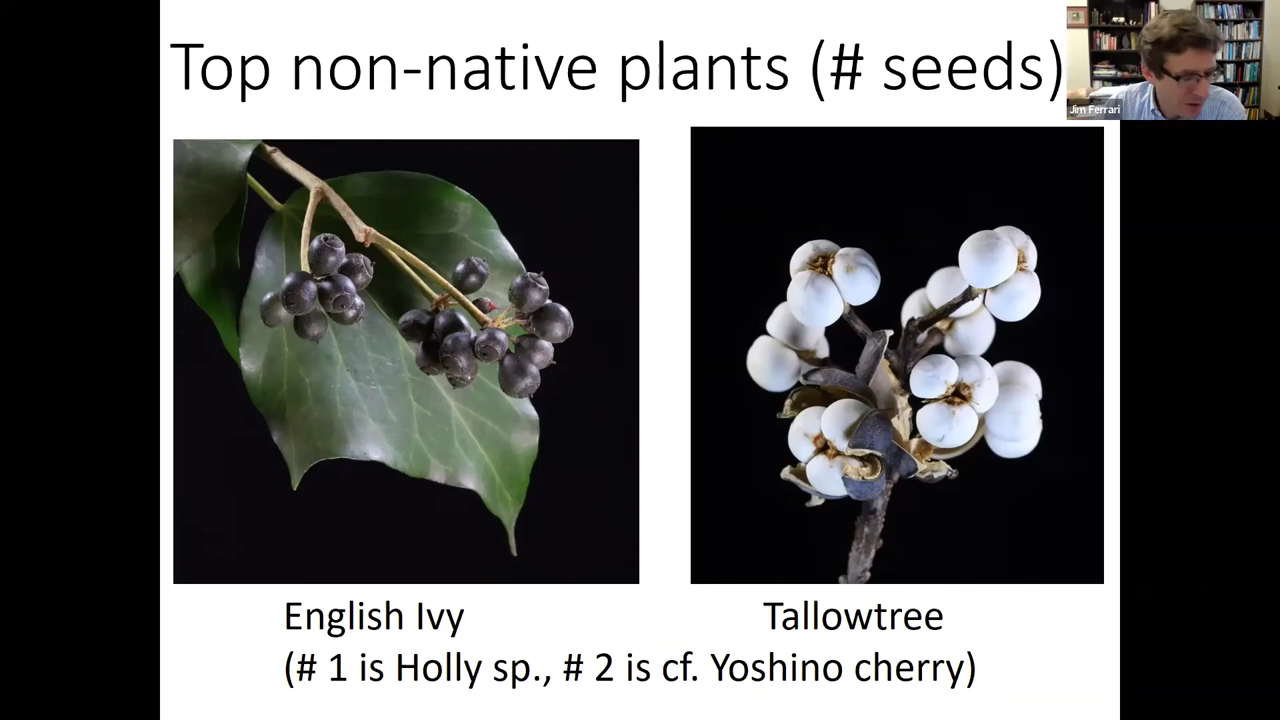 Top non-native plants (# seeds)
Jim Ferrari
English Ivy
Tallowtree
(# 1 is Holly sp., # 2 is cf. Yoshino cherry)